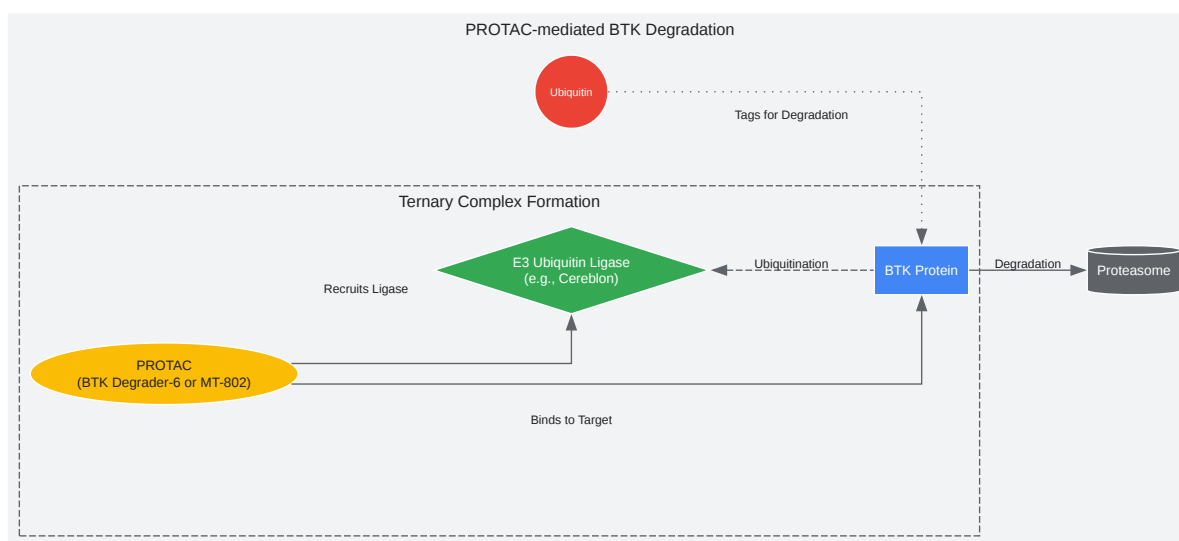 PROTAC-mediated BTK Degradation
Ubiquitin
Tags for Degradation
Ternary Complex Formation
E3 Ubiquitin Ligase
(e.g., Cereblon)
Ubiquitination
BTK Protein
Degradation
Proteasome
Recruits Ligase
PROTAC
(BTK Degrader-6 or MT-802)
Binds to Target